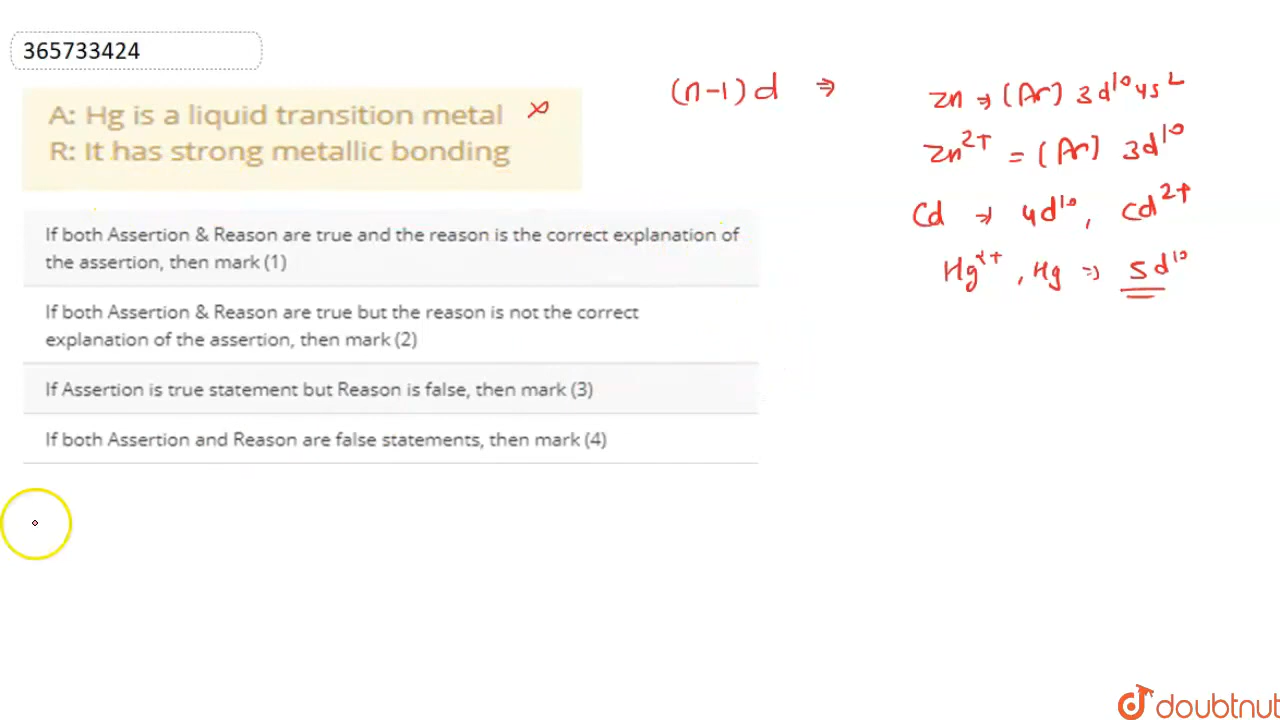 365733424
A: Hg is a liquid transition metal ×
R: It has strong metallic bonding
If both Assertion & Reason are true and the reason is the correct explanation of
the assertion, then mark (1)
If both Assertion & Reason are true but the reason is not the correct
explanation of the assertion, then mark (2)
If Assertion is true statement but Reason is false, then mark (3)
If both Assertion and Reason are false statements, then mark (4)
(n-1) d ⇒
Zn ⇒ (Ar) 3d¹⁰ 4s²
Zn²⁺ = (Ar) 3d¹⁰
Cd ⇒ 4d¹⁰, Cd²⁺
Hg²⁺, Hg ⇒ 5d¹⁰
doubtnut